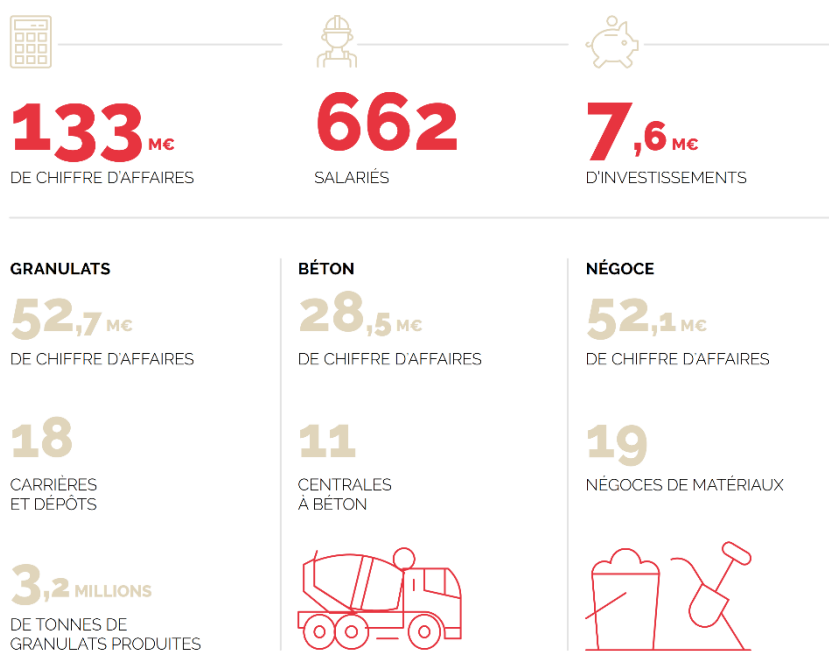 133 M€
DE CHIFFRE D'AFFAIRES
662
SALARIÉS
7,6 M€
D'INVESTISSEMENTS
GRANULATS
52,7 M€
DE CHIFFRE D'AFFAIRES
18
CARRIÈRES
ET DÉPÔTS
3,2 MILLIONS
DE TONNES DE
GRANULATS PRODUITES
BÉTON
28,5 M€
DE CHIFFRE D'AFFAIRES
11
CENTRALES
À BÉTON
NÉGOCE
52,1 M€
DE CHIFFRE D'AFFAIRES
19
NÉGOCES DE MATÉRIAUX